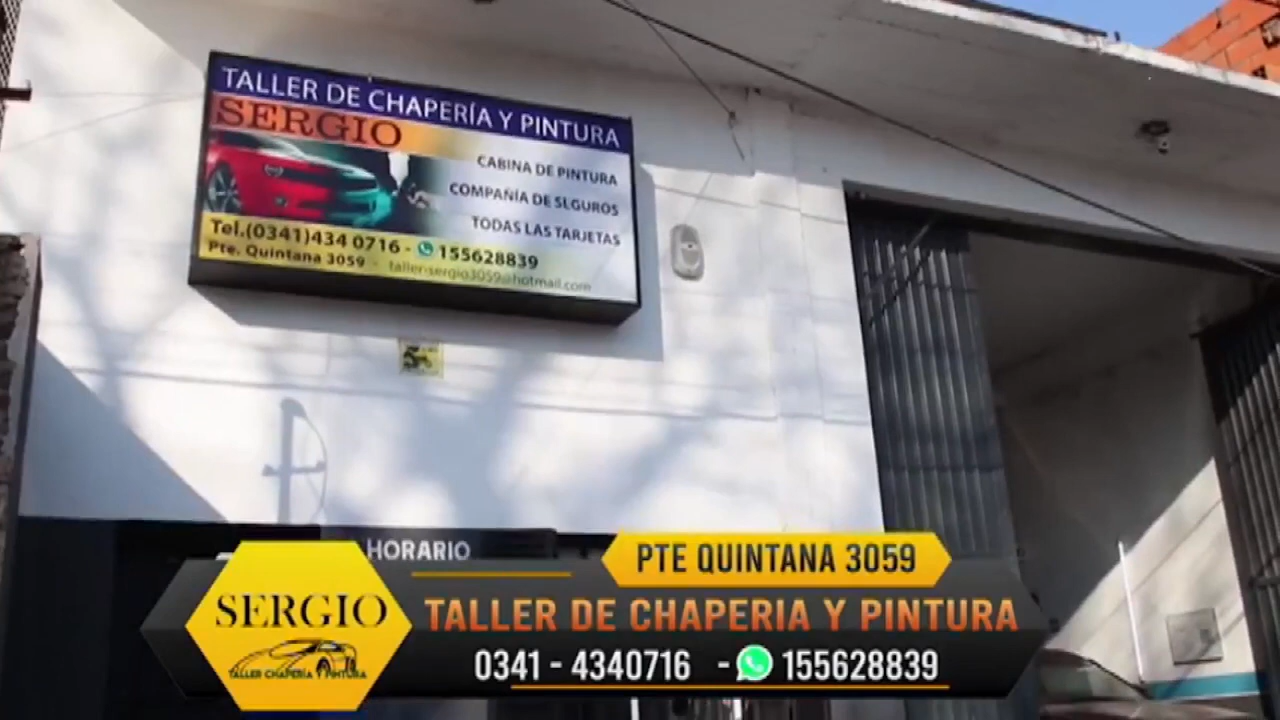 TALLER DE CHAPERÍA Y PINTURA
SERGIO
CABINA DE PINTURA
COMPAÑÍA DE SEGUROS
TODAS LAS TARJETAS
Tel.(0341)434 0716 - 155628839
Pte. Quintana 3059 - taller-sergio3059@hotmail.com
HORARIO
PTE QUINTANA 3059
SERGIO
TALLER CHAPERÍA Y PINTURA
TALLER DE CHAPERIA Y PINTURA
0341 - 4340716 - 155628839